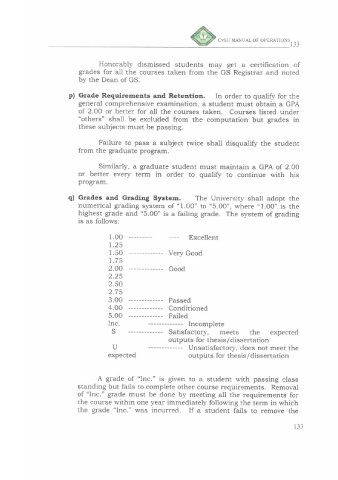 LYEU MANUAL OF OPERATIONS 133
Honorably dismissed students may get a certification of
grades for all the courses taken from the GS Registrar and noted
by the Dean of GS.
p) Grade Requirements and Retention. In order to qualify for the
general comprehensive examination, a student must obtain a GPA
of 2.00 or better for all the courses taken. Courses listed under
"others" shall be excluded from the computation but grades in
these subjects must be passing.
Failure to pass a subject twice shall disqualify the student
from the graduate program.
Similarly, a graduate student must maintain a GPA of 2.00
or better every term in order to qualify to continue with his
program.
q) Grades and Grading System. The University shall adopt the
numerical grading system of "1.00" to "5.00", where "1.00" is the
highest grade and "5.00" is a failing grade. The system of grading
is as follows:
1.00 --------- ---- Excellent
1.25
1.50 ------------- Very Good
1.75
2.00 ------------- Good
2.25
2.50
2.75
3.00 ------------- Passed
4.00 ------------- Conditioned
5.00 ------------- Failed
Inc. ------------- Incomplete
S ------------- Satisfactory, meets the expected
outputs for thesis/dissertation
U ------------- Unsatisfactory, does not meet the
expected outputs for thesis/dissertation
A grade of "Inc." is given to a student with passing class
standing but fails to complete other course requirements. Removal
of "Inc." grade must be done by meeting all the requirements for
the course within one year immediately following the term in which
the grade "Inc." was incurred. If a student fails to remove the
133